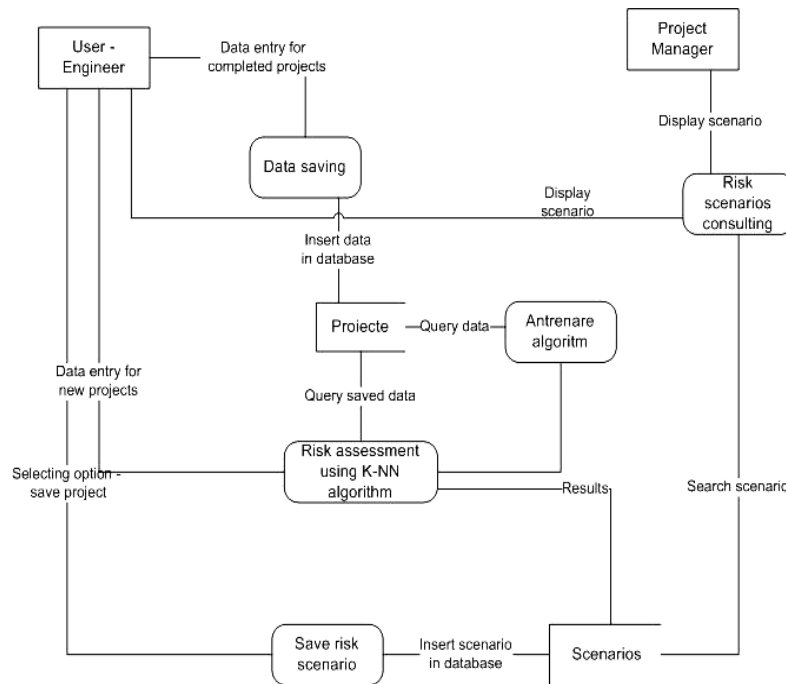 User -
Engineer
Data entry for
completed projects
Project
Manager
Display scenario
Data saving
Display
scenario
Risk
scenarios
consulting
Insert data
in database
Proiecte
Query data
Antrenare
algoritm
Data entry for
new projects
Query saved data
Risk assessment
using K-NN
algorithm
Selecting option -
save project
Results
Search scenario
Save risk
scenario
Insert scenario
in database
Scenarios